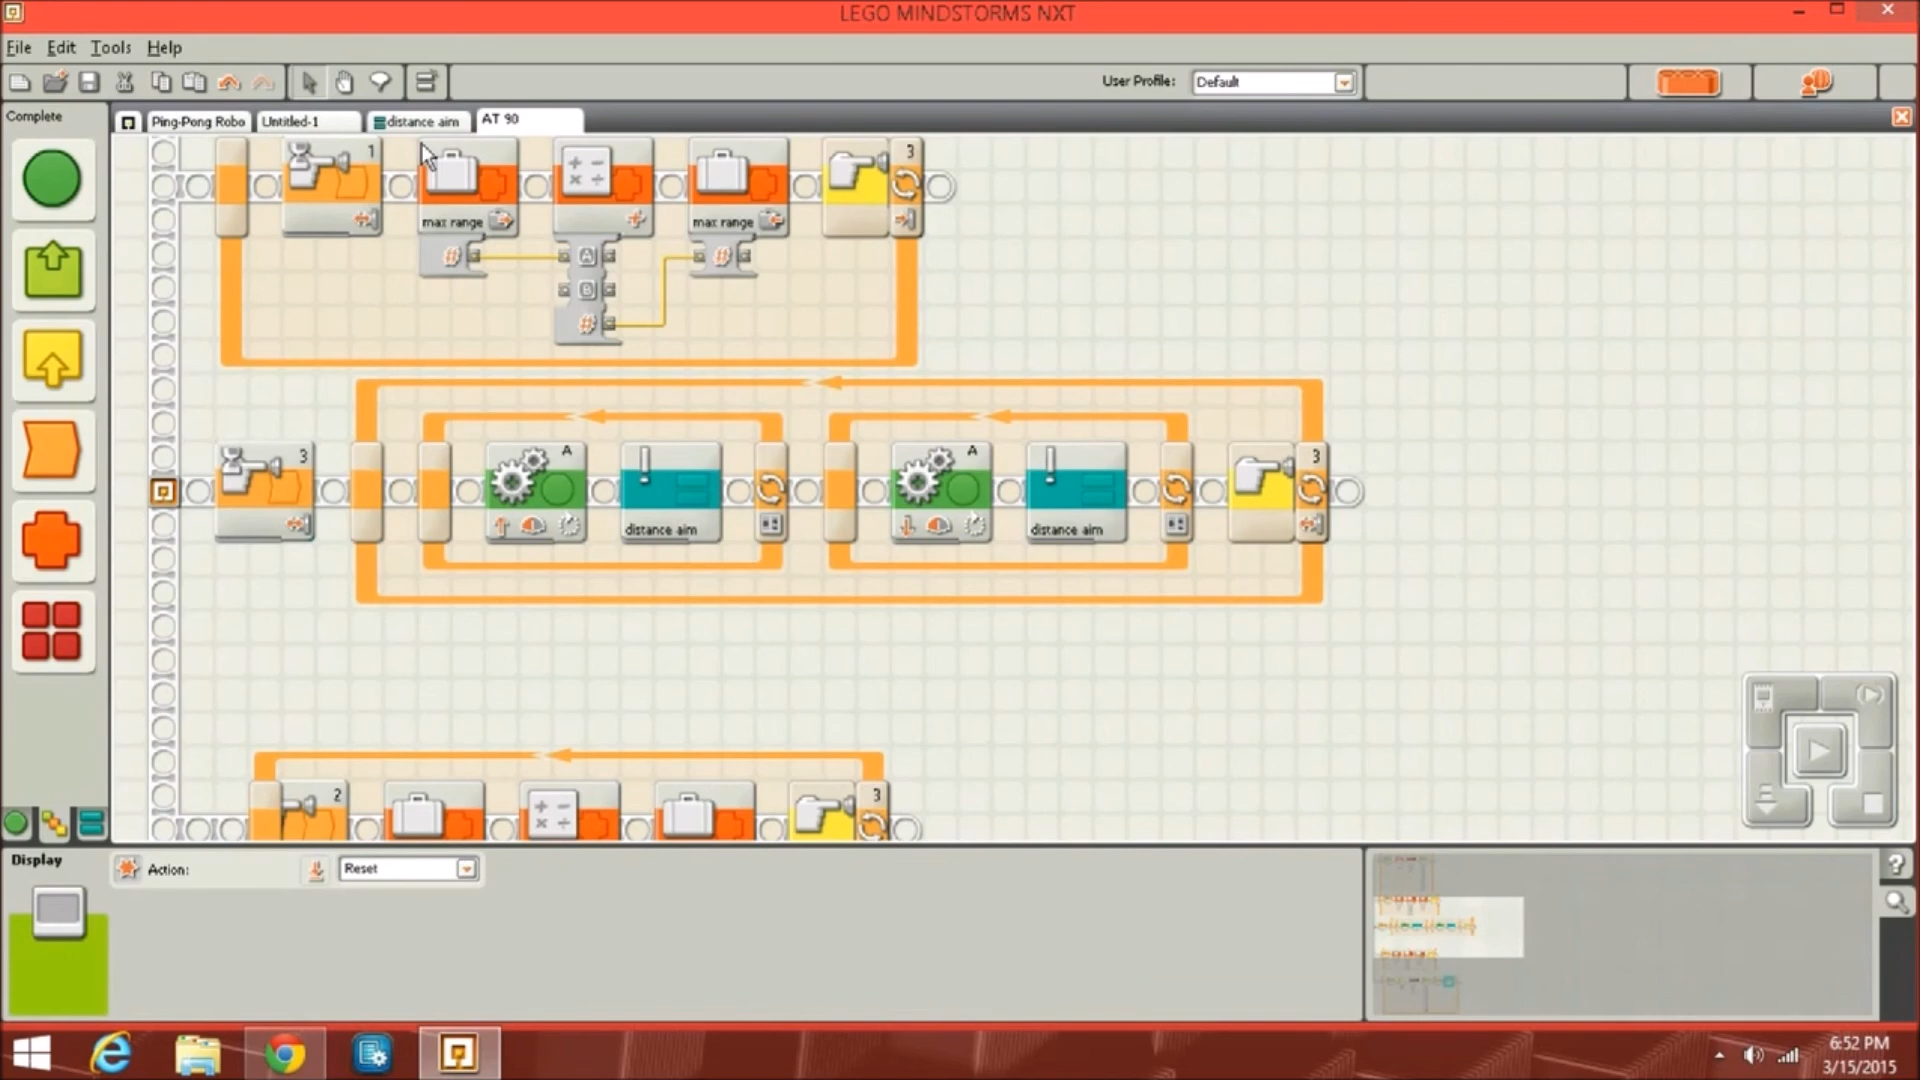 LEGO MINDSTORMS NXT
File Edit Tools Help
User Profile: Default
Complete
Ping-Pong Robo Untitled-1 distance aim AT 90
1 3
max range max range
#  A #
B
#
3 A A 3
distance aim distance aim
2 3
Display Action: Reset
?
6:52 PM
3/15/2015